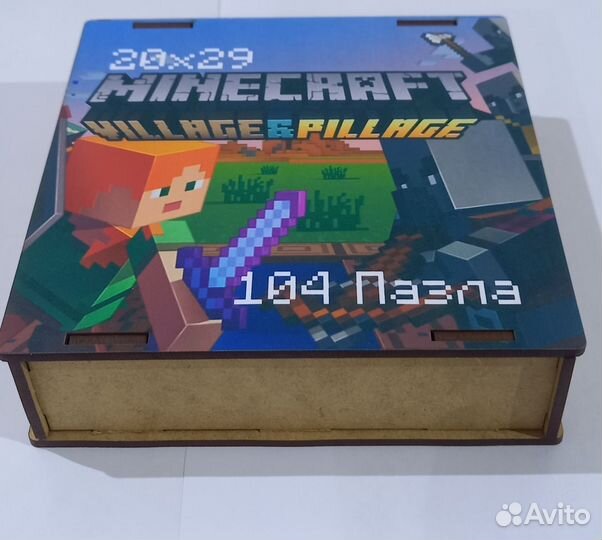 20x29
MINECRAFT
VILLAGE & PILLAGE
104 Пазла
Avito